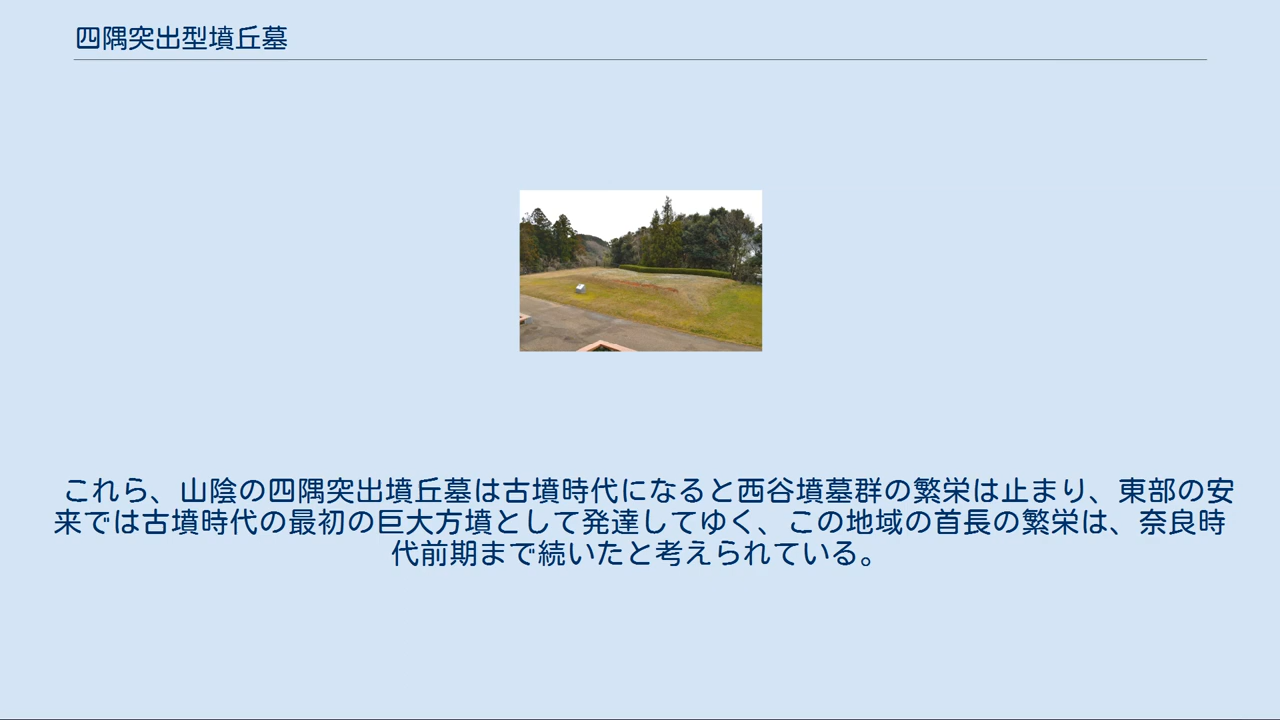 四隅突出型墳丘墓
これら、山陰の四隅突出墳丘墓は古墳時代になると西谷墳墓群の繁栄は止まり、東部の安
来では古墳時代の最初の巨大方墳として発達してゆく、この地域の首長の繁栄は、奈良時
代前期まで続いたと考えられている。